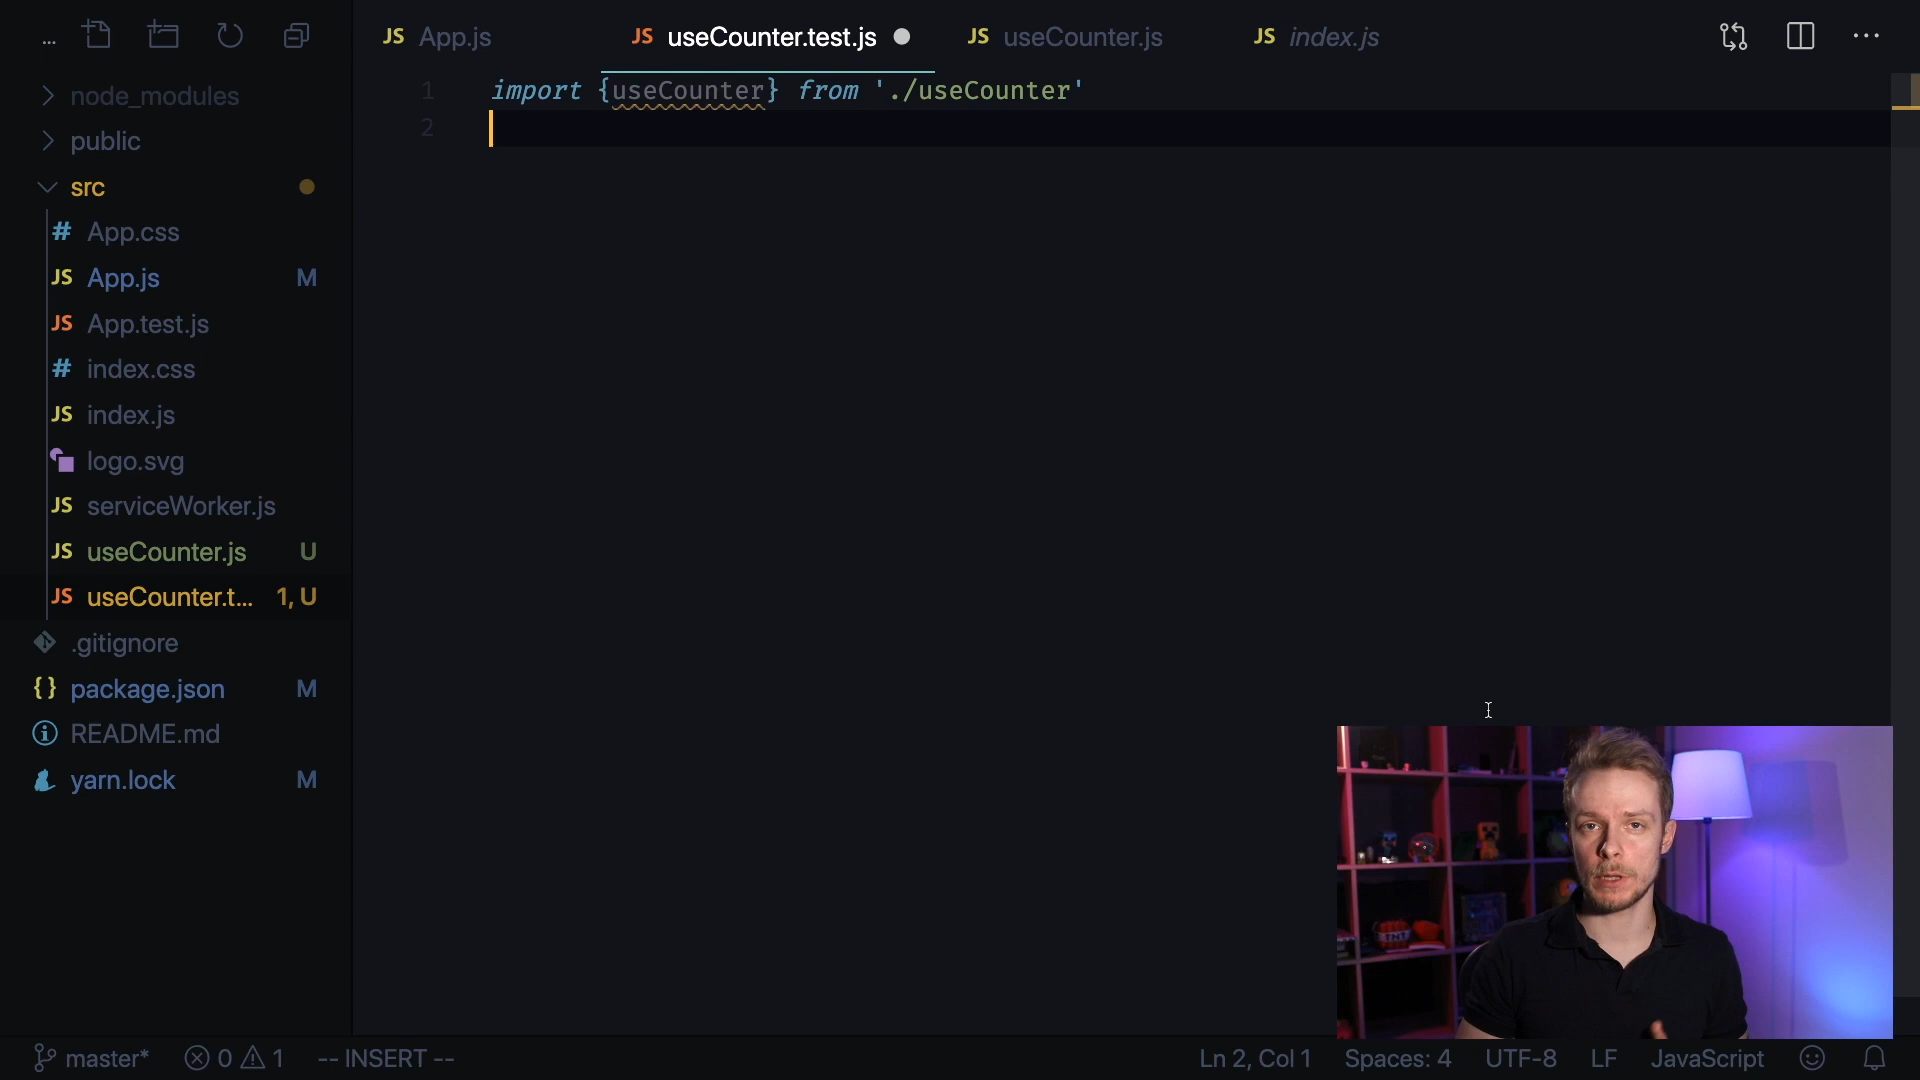 ...
JS App.js
JS useCounter.test.js
JS useCounter.js
JS index.js
node_modules
public
src
# App.css
JS App.js M
JS App.test.js
# index.css
JS index.js
logo.svg
JS serviceWorker.js
JS useCounter.js U
JS useCounter.t... 1, U
.gitignore
{} package.json M
README.md
yarn.lock M
1 import {useCounter} from './useCounter'
2
TNT
master* 0 1 -- INSERT --
Ln 2, Col 1 Spaces: 4 UTF-8 LF JavaScript